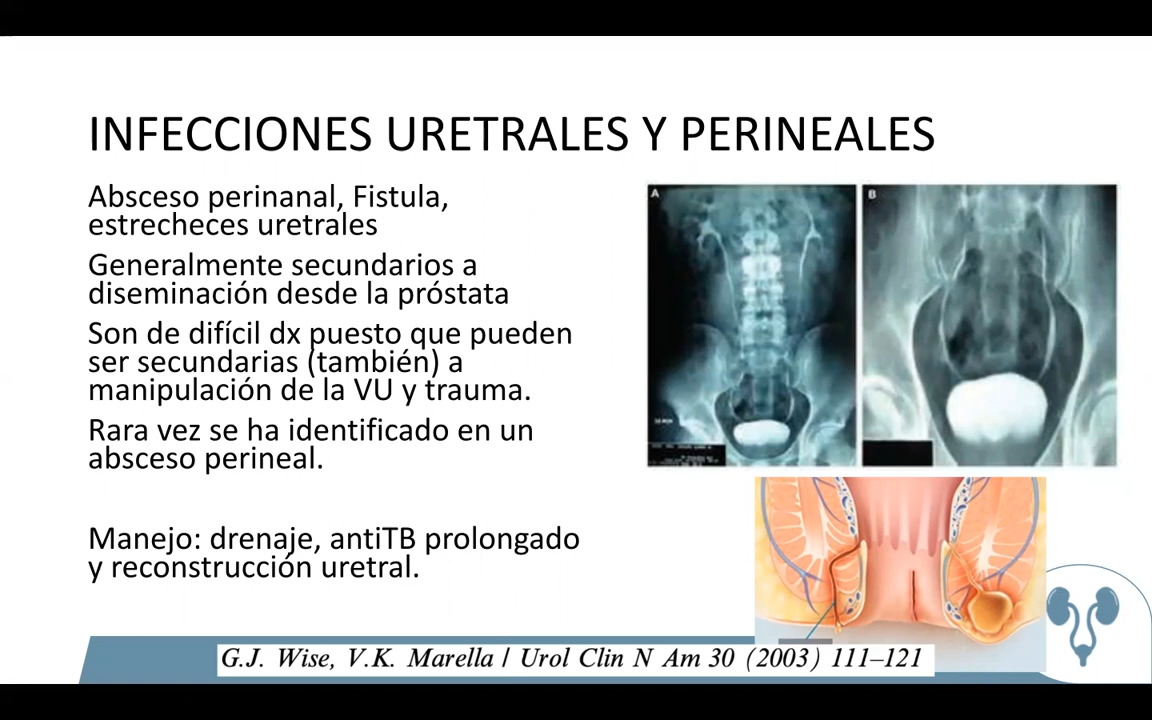 INFECCIONES URETRALES Y PERINEALES
Absceso perinanal, Fistula,
estrecheces uretrales
Generalmente secundarios a
diseminación desde la próstata
Son de difícil dx puesto que pueden
ser secundarias (también) a
manipulación de la VU y trauma.
Rara vez se ha identificado en un
absceso perineal.
Manejo: drenaje, antiTB prolongado
y reconstrucción uretral.
A
B
G.J. Wise, V.K. Marella / Urol Clin N Am 30 (2003) 111–121